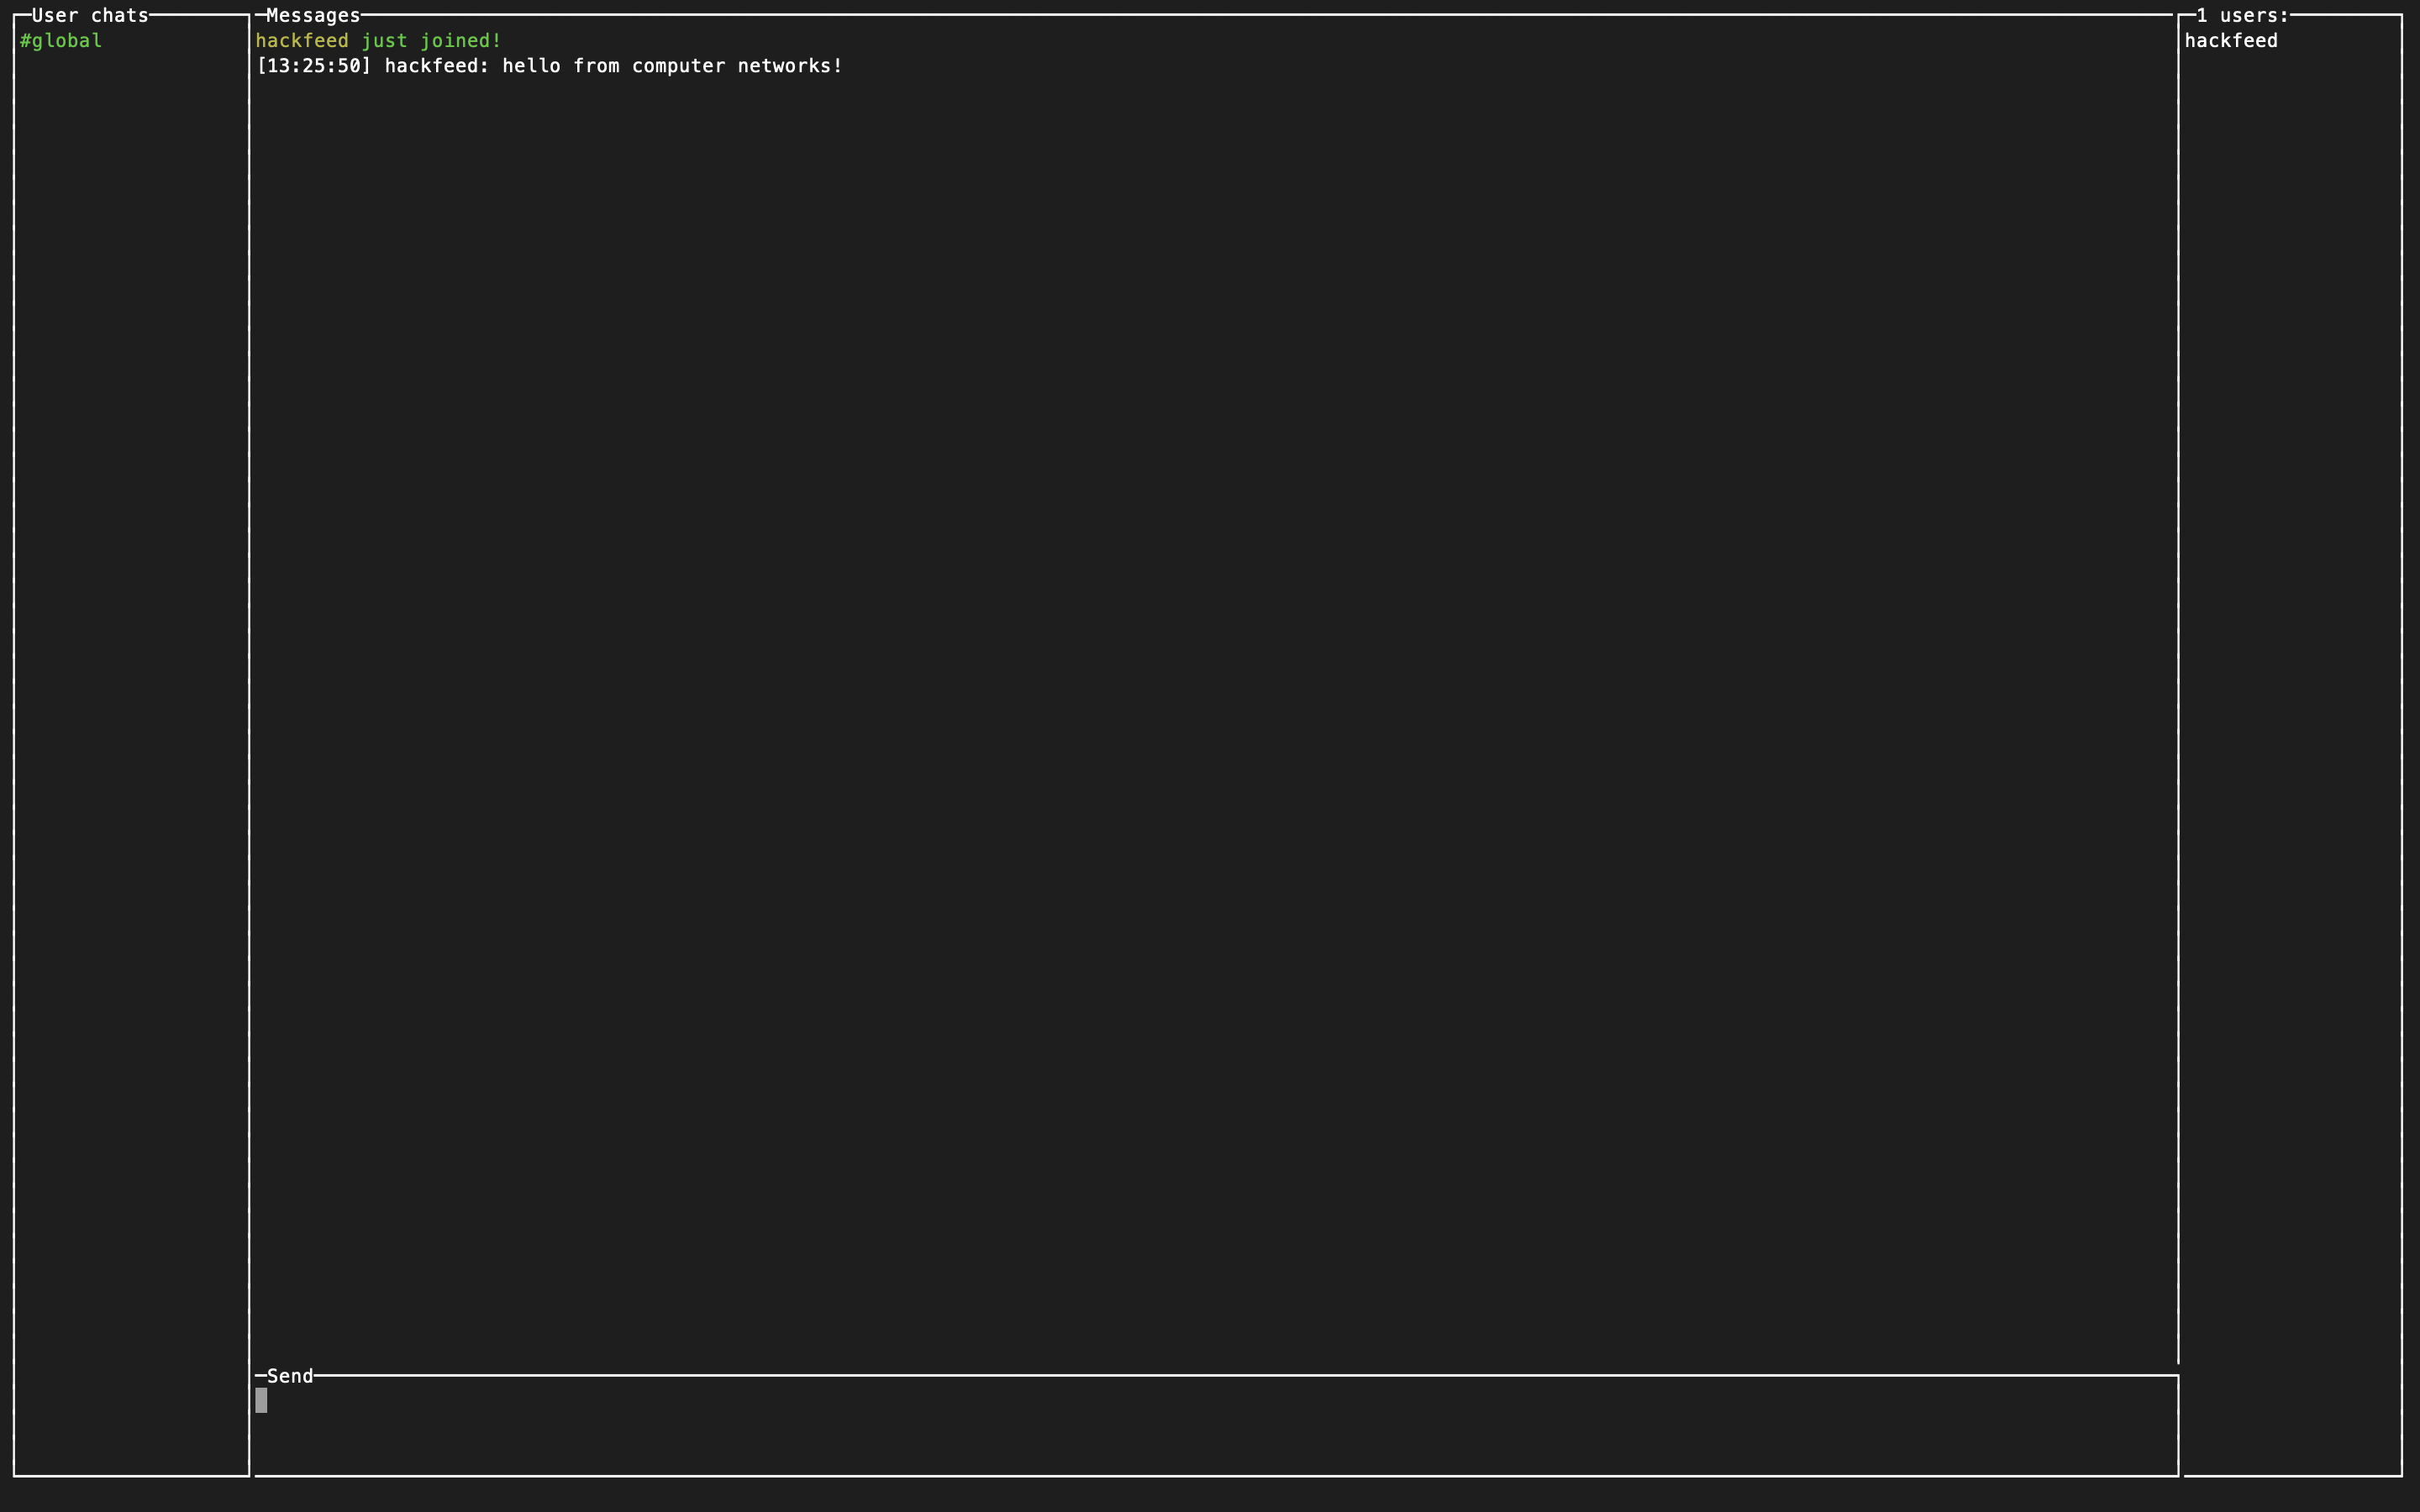 User chats
#global
Messages
hackfeed just joined!
[13:25:50] hackfeed: hello from computer networks!
Send
1 users:
hackfeed